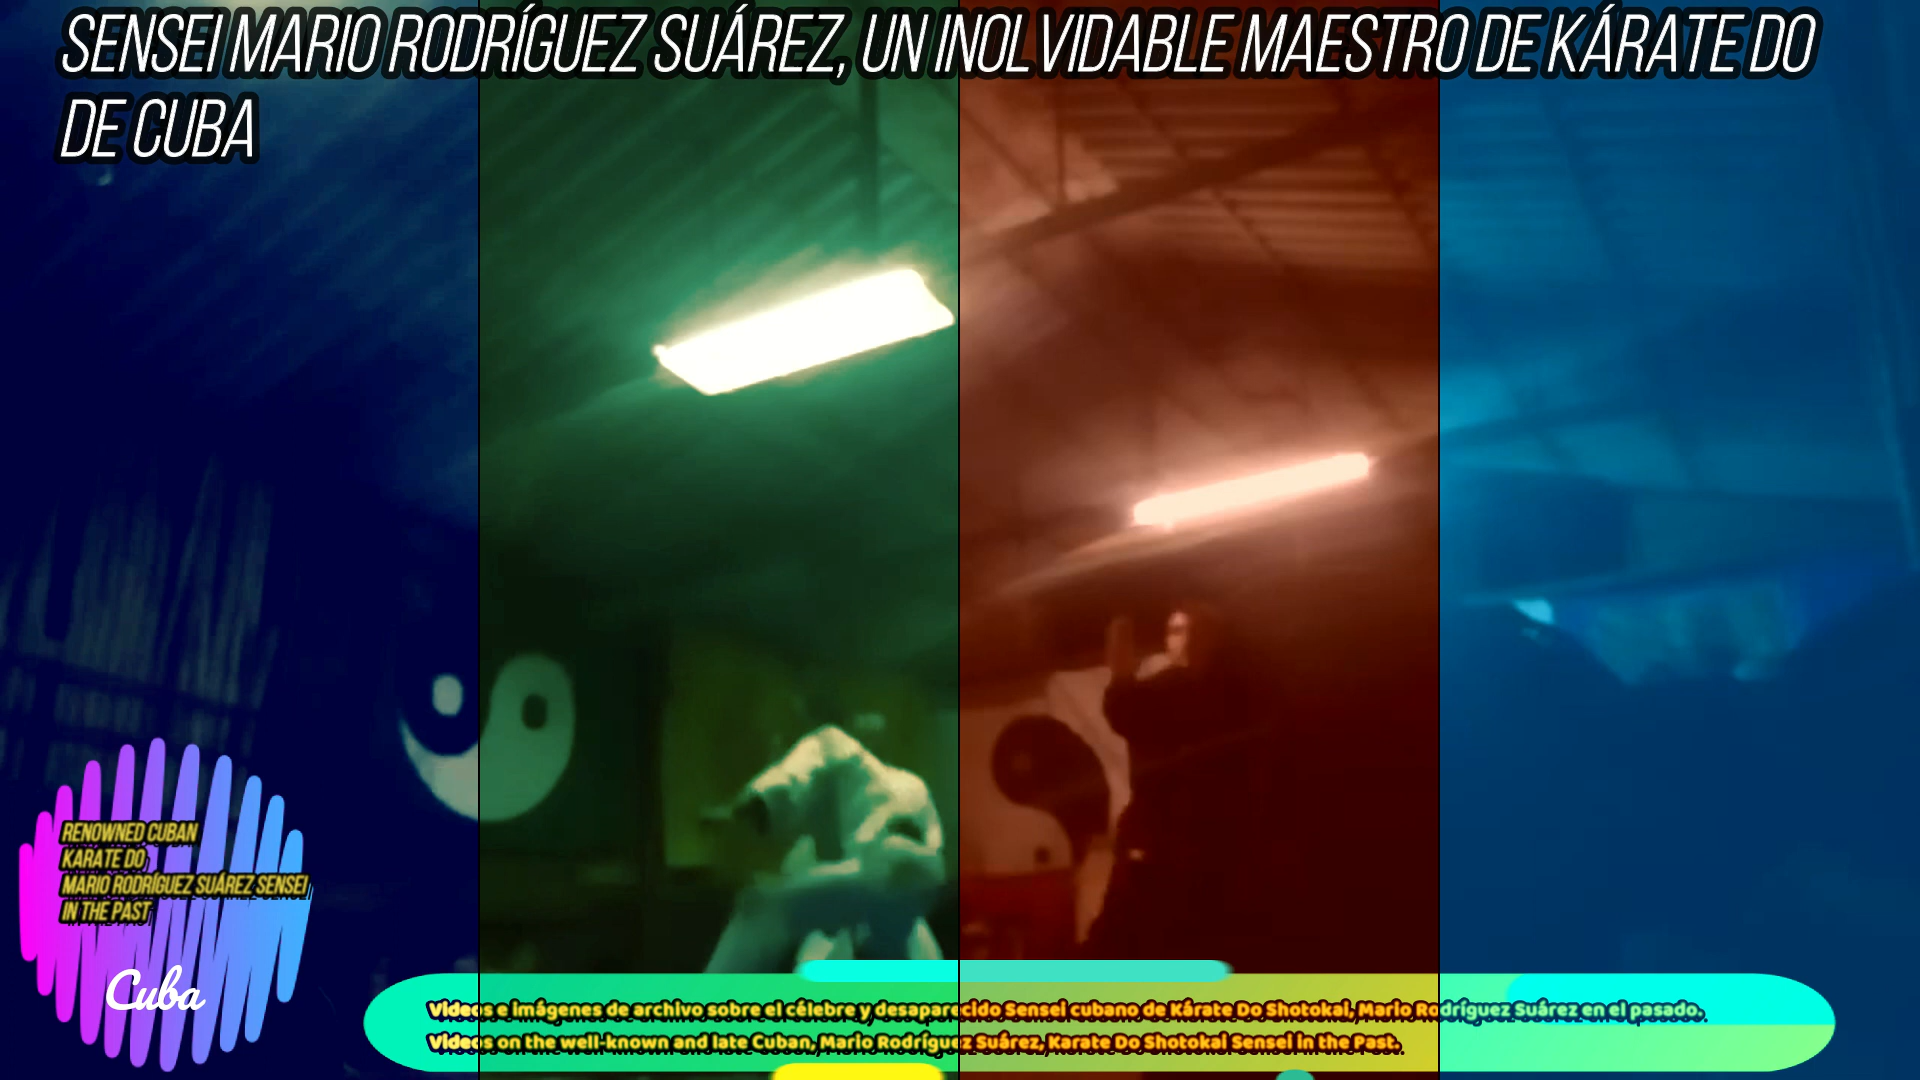 SENSEI MARIO RODRÍGUEZ SUÁREZ, UN INOLVIDABLE MAESTRO DE KÁRATE DO
DE CUBA
RENOWNED CUBAN
KARATE DO
MARIO RODRÍGUEZ SUÁREZ SENSEI
IN THE PAST
Cuba
Videos e imágenes de archivo sobre el célebre y desaparecido Sensei cubano de Kárate Do Shotokai, Mario Rodríguez Suárez en el pasado.
Videos on the well-known and late Cuban, Mario Rodríguez Suárez, Karate Do Shotokai Sensei in the Past.